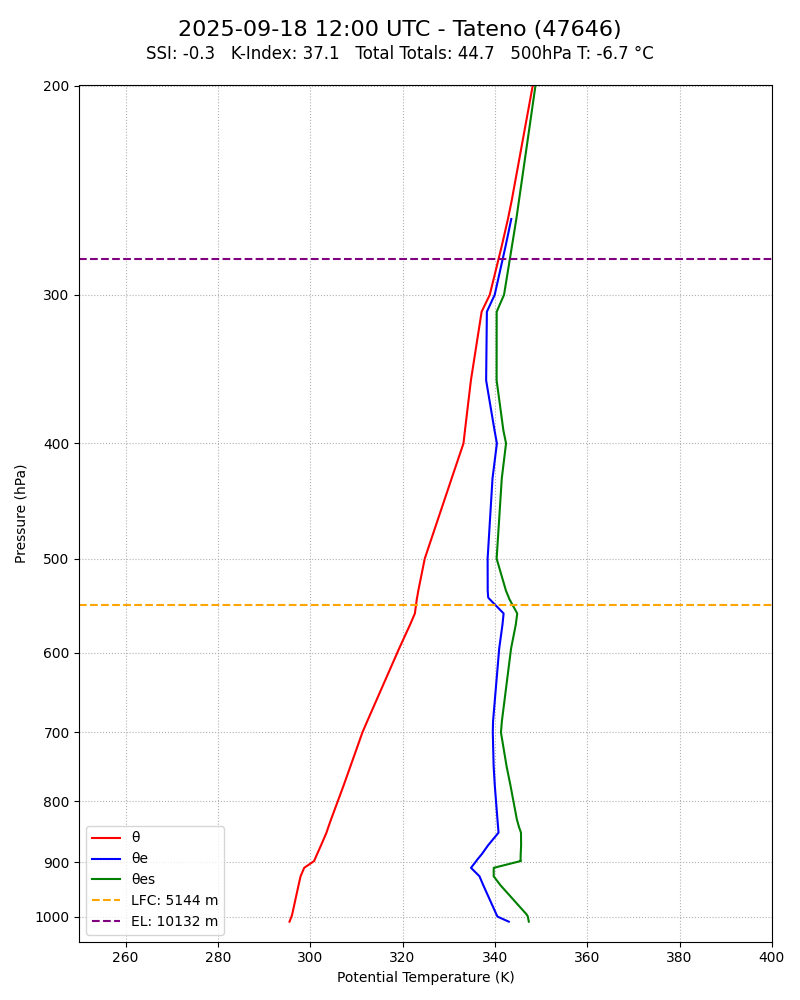 2025-09-18 12:00 UTC - Tateno (47646)
SSI: -0.3   K-Index: 37.1   Total Totals: 44.7   500hPa T: -6.7 °C
200
300
400
500
600
700
800
900
1000
Pressure (hPa)
θ
θe
θes
LFC: 5144 m
EL: 10132 m
260 280 300 320 340 360 380 400
Potential Temperature (K)